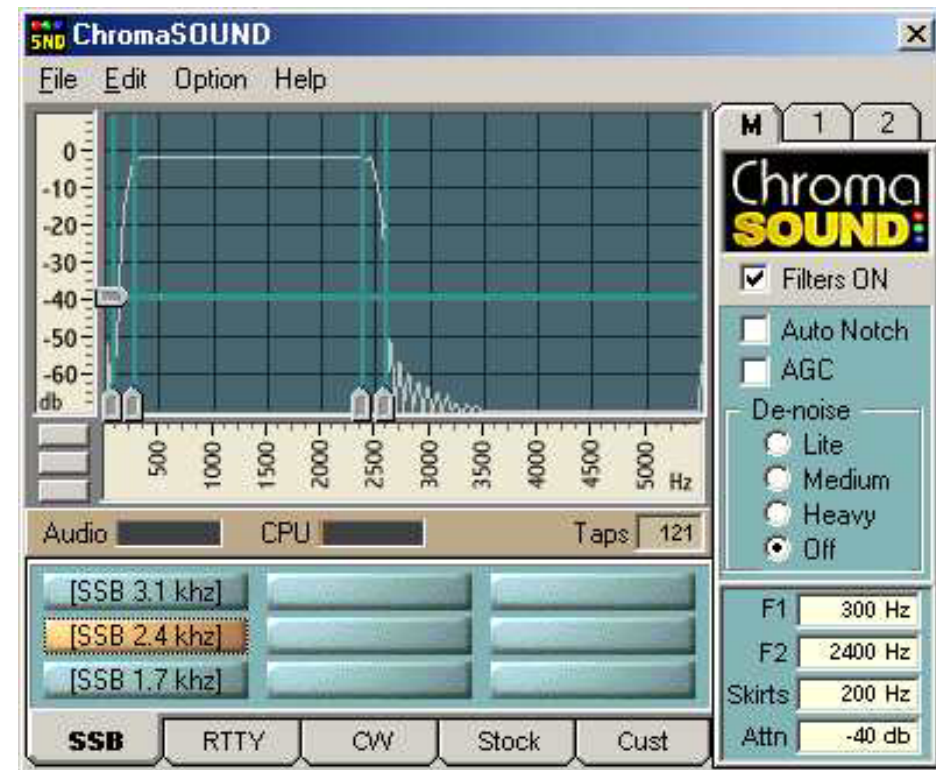 SND ChromaSOUND
File Edit Option Help
M 1 2
0
-10
-20
-30
-40
-50
-60
db
500 1000 1500 2000 2500 3000 3500 4000 4500 5000 Hz
Audio CPU Taps 121
Chroma
SOUND
Filters ON
Auto Notch
AGC
De-noise
Lite
Medium
Heavy
Off
[SSB 3.1 khz]
[SSB 2.4 khz]
[SSB 1.7 khz]
F1 300 Hz
F2 2400 Hz
Skirts 200 Hz
Attn -40 db
SSB RTTY CW Stock Cust